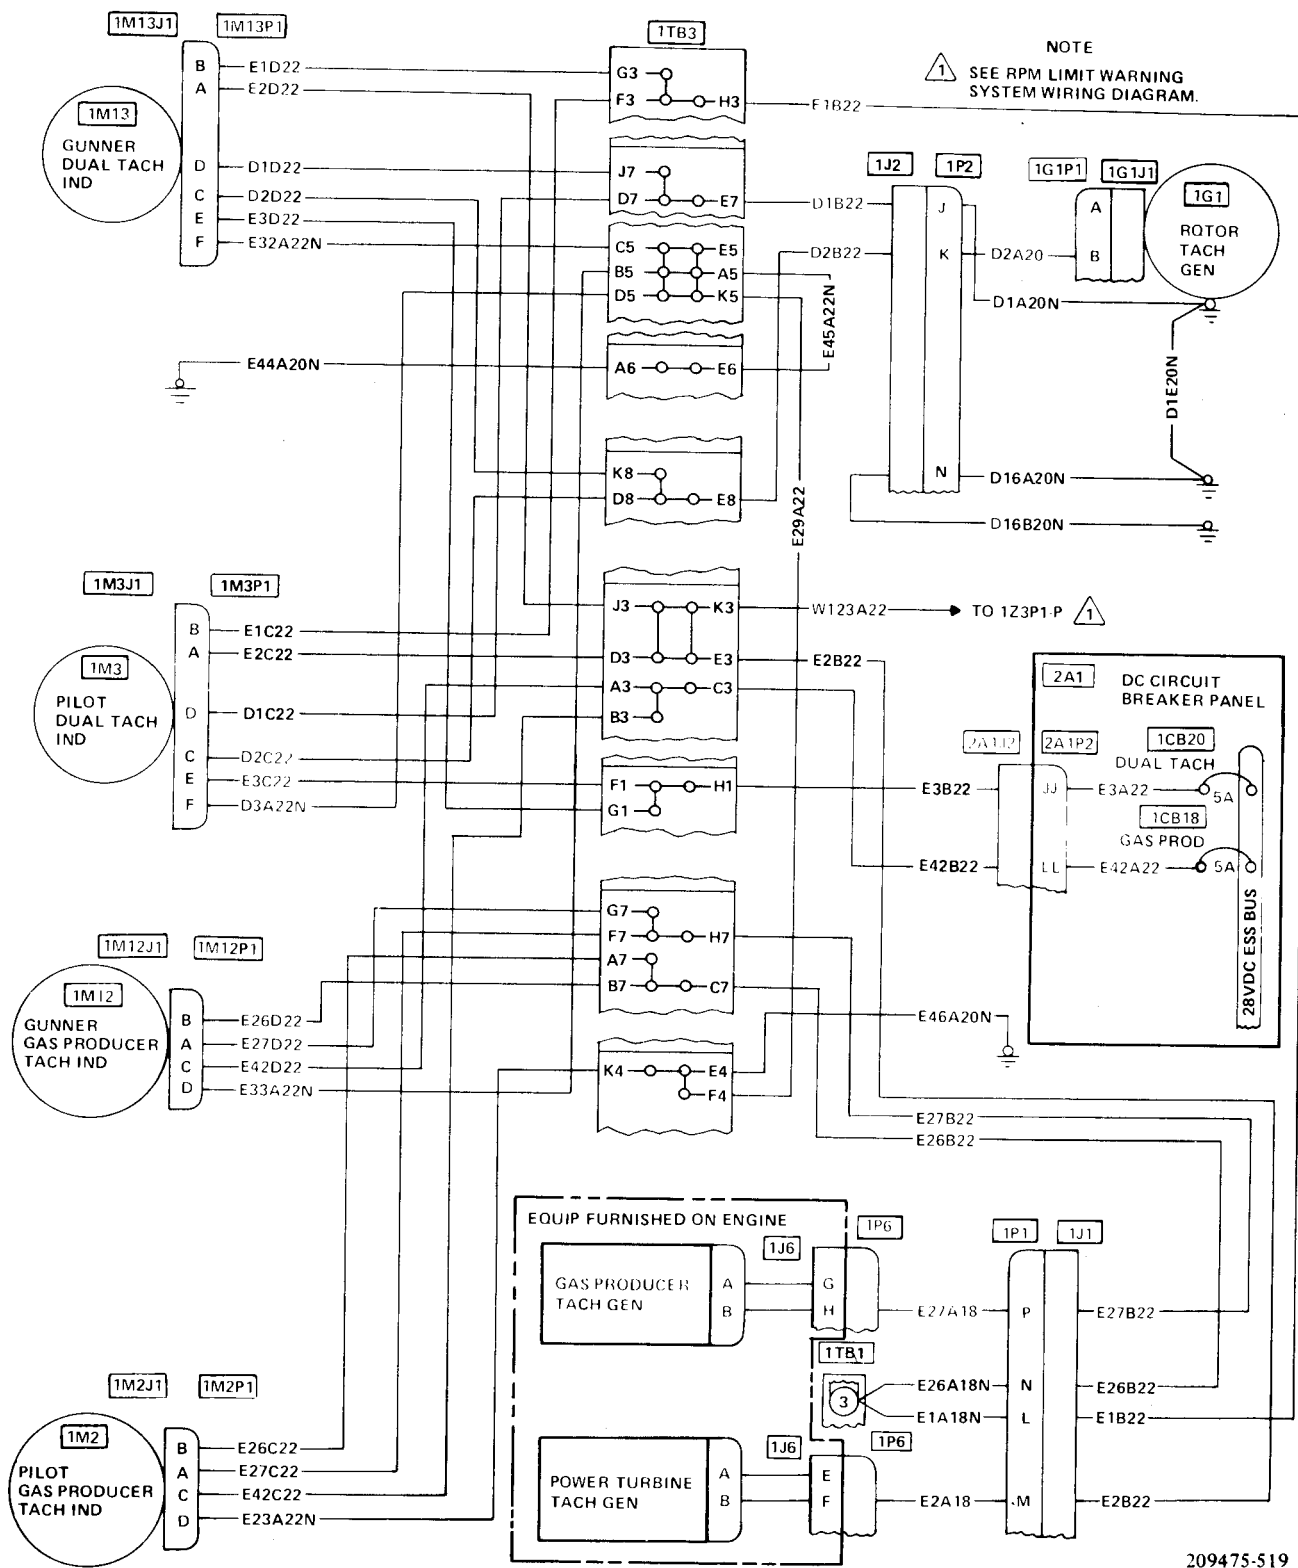 1M13J1
1M13P1
1TB3
NOTE
1 SEE RPM LIMIT WARNING
SYSTEM WIRING DIAGRAM.
B E1D22
A E2D22
G3
F3 H3 E1B22
1M13
GUNNER
DUAL TACH
IND
D D1D22
C D2D22
E E3D22
F E32A22N
J7
D7 E7 D1B22
C5 E5 D2B22
B5 A5
D5 K5
E45A22N
1J2
1P2
1G1P1
1G1J1
J
K D2A20
A
B
1G1
ROTOR
TACH
GEN
D1A20N
D1E20N
E44A20N
A6 E6
K8
D8 E8
E29A22
N D16A20N
D16B20N
1M3J1
1M3P1
B E1C22
A E2C22
1M3
PILOT
DUAL TACH
IND
D D1C22
C D2C22
E E3C22
F D3A22N
J3 K3 W123A22 TO 1Z3P1-P 1
D3 E3 E2B22
A3 C3
B3
F1 H1 E3B22
G1
E42B22
2A1
DC CIRCUIT
BREAKER PANEL
2A1J2
2A1P2
1CB20
DUAL TACH
JJ E3A22 5A
1CB18
GAS PROD
LL E42A22 5A
28VDC ESS BUS
1M12J1
1M12P1
1M12
GUNNER
GAS PRODUCER
TACH IND
B E26D22
A E27D22
C E42D22
D E33A22N
G7
F7 H7
A7
B7 C7
E46A20N
K4 E4
F4
E27B22
E26B22
EQUIP FURNISHED ON ENGINE
1J6
1P6
1P1
1J1
GAS PRODUCER
TACH GEN
A G
B H E27A18 P E27B22
1TB1
3
E26A18N N E26B22
E1A18N L E1B22
1J6
1P6
POWER TURBINE
TACH GEN
A E
B F E2A18 M E2B22
1M2J1
1M2P1
1M2
PILOT
GAS PRODUCER
TACH IND
B E26C22
A E27C22
C E42C22
D E23A22N
209475-519